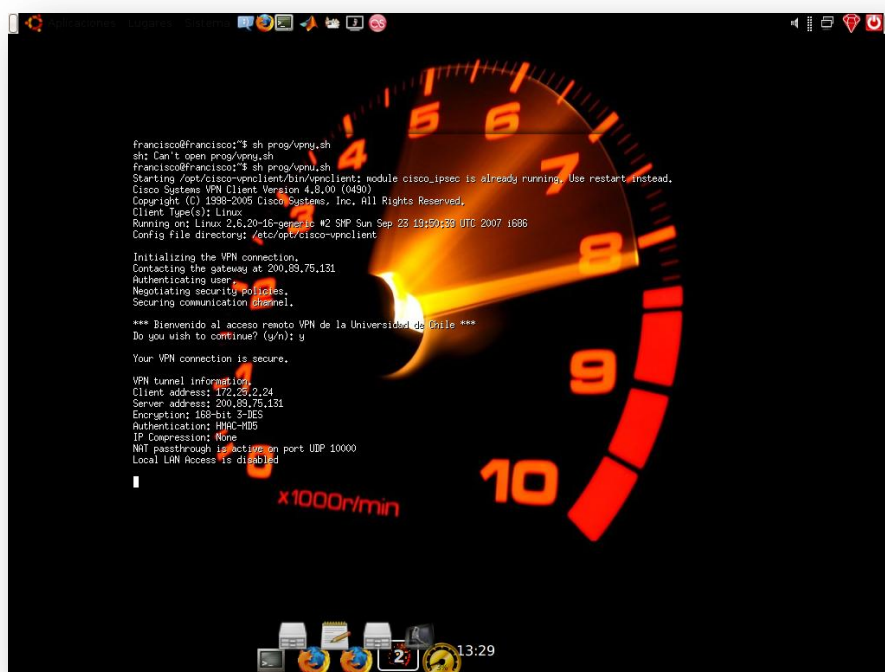 Aplicaciones Lugares Sistema
francisco@francisco:~$ sh prog/vpny.sh
sh: Can't open prog/vpny.sh
francisco@francisco:~$ sh prog/vpnu.sh
Starting /opt/cisco-vpnclient/bin/vpnclient: module cisco_ipsec is already running. Use restart instead.
Cisco Systems VPN Client Version 4.8.00 (0490)
Copyright (C) 1998-2005 Cisco Systems, Inc. All Rights Reserved.
Client Type(s): Linux
Running on: Linux 2.6.20-16-generic #2 SMP Sun Sep 23 19:50:39 UTC 2007 i686
Config file directory: /etc/opt/cisco-vpnclient
Initializing the VPN connection.
Contacting the gateway at 200.89.75.131
Authenticating user.
Negotiating security policies.
Securing communication channel.
*** Bienvenido al acceso remoto VPN de la Universidad de Chile ***
Do you wish to continue? (y/n): y
Your VPN connection is secure.
VPN tunnel information.
Client address: 172.25.2.24
Server address: 200.89.75.131
Encryption: 168-bit 3-DES
Authentication: HMAC-MD5
IP Compression: None
NAT passthrough is active on port UDP 10000
Local LAN Access is disabled
0
1
2
3
4
5
6
7
8
9
10
x1000r/min
2
13:29